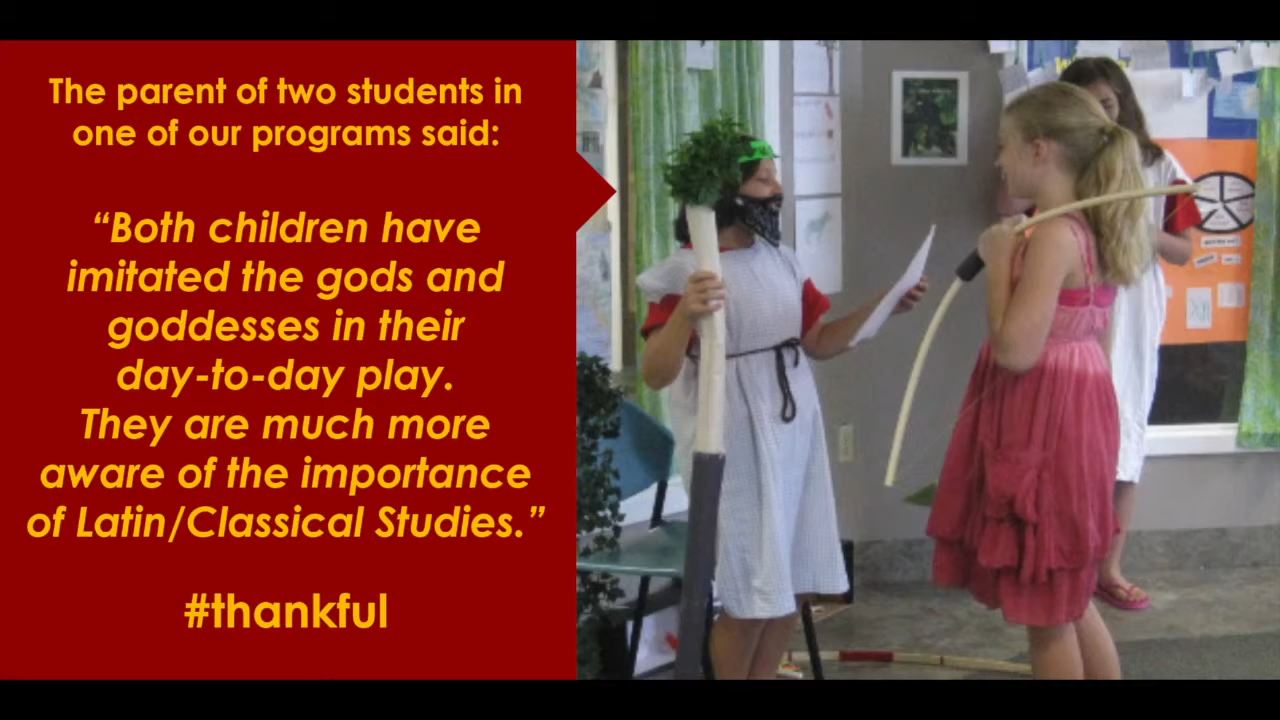 The parent of two students in
one of our programs said:
“Both children have
imitated the gods and
goddesses in their
day-to-day play.
They are much more
aware of the importance
of Latin/Classical Studies.”
#thankful